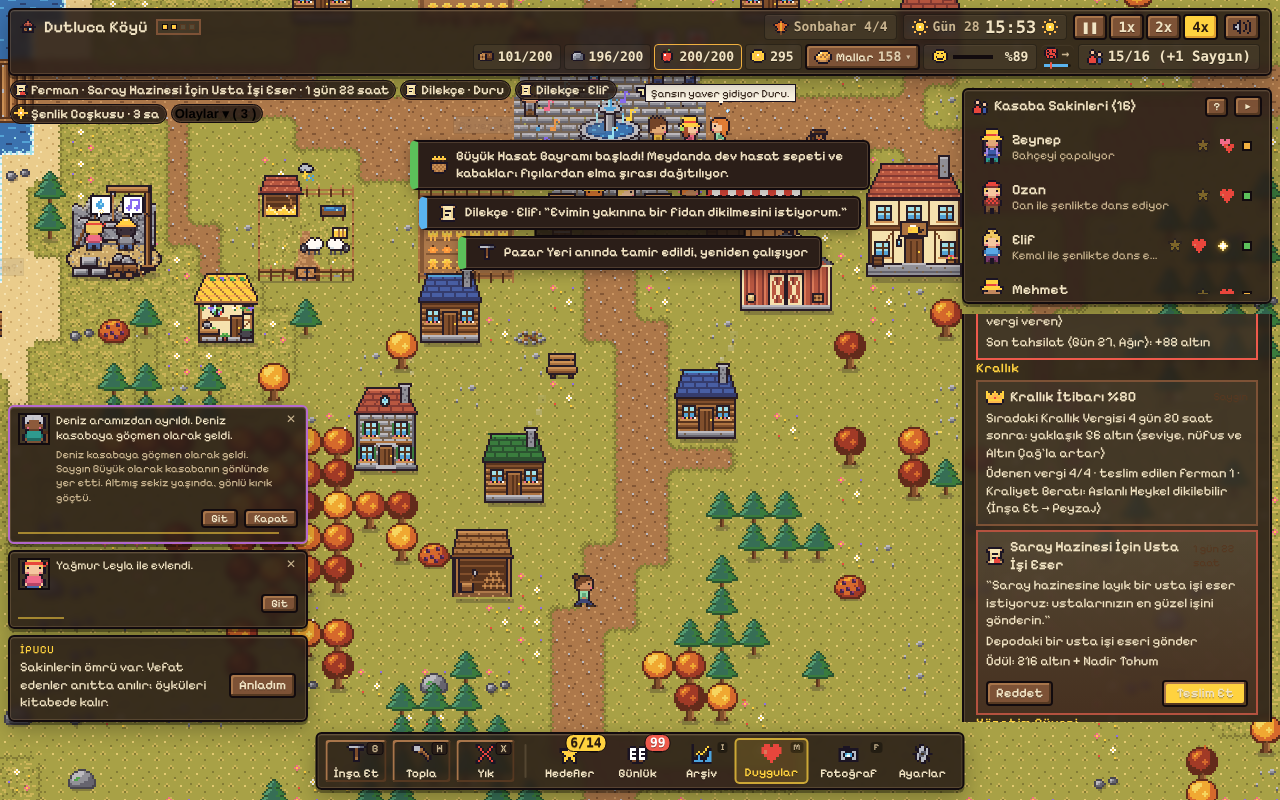 Dutluca Köyü
Sonbahar 4/4
Gün 28 15:53
1x
2x
4x
101/200
196/200
200/200
295
Mallar 158
%89
15/16 (+1 Saygın)
Ferman · Saray Hazinesi İçin Usta İşi Eser · 1 gün 22 saat
Dilekçe · Duru
Dilekçe · Elif
Şansın yaver gidiyor Duru.
Şenlik Coşkusu · 3 sa
Olaylar ▾ ( 3 )
Büyük Hasat Bayramı başladı! Meydanda dev hasat sepeti ve
kabaklar; fıçılardan elma şırası dağıtılıyor.
Dilekçe · Elif: “Evimin yakınına bir fidan dikilmesini istiyorum.”
Pazar Yeri anında tamir edildi, yeniden çalışıyor
Kasaba Sakinleri (16)
?
Zeynep
Bahçeyi çapalıyor
Ozan
Can ile şenlikte dans ediyor
Elif
Kemal ile şenlikte dans e...
Mehmet
vergi veren)
Son tahsilat (Gün 27, Ağır): +88 altın
Krallık
Krallık İtibarı %80
Sıradaki Krallık Vergisi 4 gün 20 saat
sonra: yaklaşık 96 altın (seviye, nüfus ve
Altın Çağ'la artar)
Ödenen vergi 4/4 · teslim edilen ferman 1 ·
Kraliyet Beratı: Aslanlı Heykel dikilebilir
(İnşa Et → Peyzaj)
Saray Hazinesi İçin Usta
İşi Eser
“Saray hazinesine layık bir usta işi eser
istiyoruz; ustalarınızın en güzel işini
gönderin.”
Depodaki bir usta işi eseri gönder
Ödül: 216 altın + Nadir Tohum
Reddet
Teslim Et
Deniz aramızdan ayrıldı. Deniz
kasabaya göçmen olarak geldi.
Deniz kasabaya göçmen olarak geldi.
Saygın Büyük olarak kasabanın gönlünde
yer etti. Altmış sekiz yaşında, gönlü kırık
göçtü.
Git
Kapat
Yağmur Leyla ile evlendi.
Git
İPUCU
Sakinlerin ömrü var. Vefat
edenler anıtta anılır; öyküleri
kitabede kalır.
Anladım
B
İnşa Et
H
Topla
X
Yık
6/14
Hedefler
99
Günlük
I
Arşiv
M
Duygular
F
Fotoğraf
Ayarlar